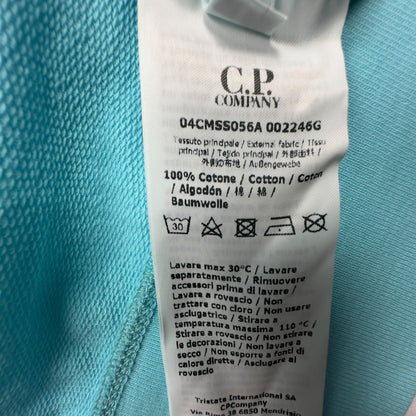 C.P.
COMPANY
04CMSS056A 002246G
Tessuto principale / External fabric / Tissu
principal / Tejido principal / 外部面料 /
外側の布地 / Außengewebe
100% Cotone / Cotton / Coton
/ Algodón / 棉 / 綿 /
Baumwolle
30
Lavare max 30°C / Lavare
separatamente / Rimuovere
accessori prima di lavare /
Lavare a rovescio / Non
trattare con cloro / Non usare
asciugatrice / Stirare a
temperatura massima 110 °C /
Stirare a rovescio / Non stirare
le decorazioni / Non lavare a
secco / Non esporre a fonti di
calore dirette / Asciugare al
rovescio
Tristate International SA
CPCompany
38 6850 Mendrisio